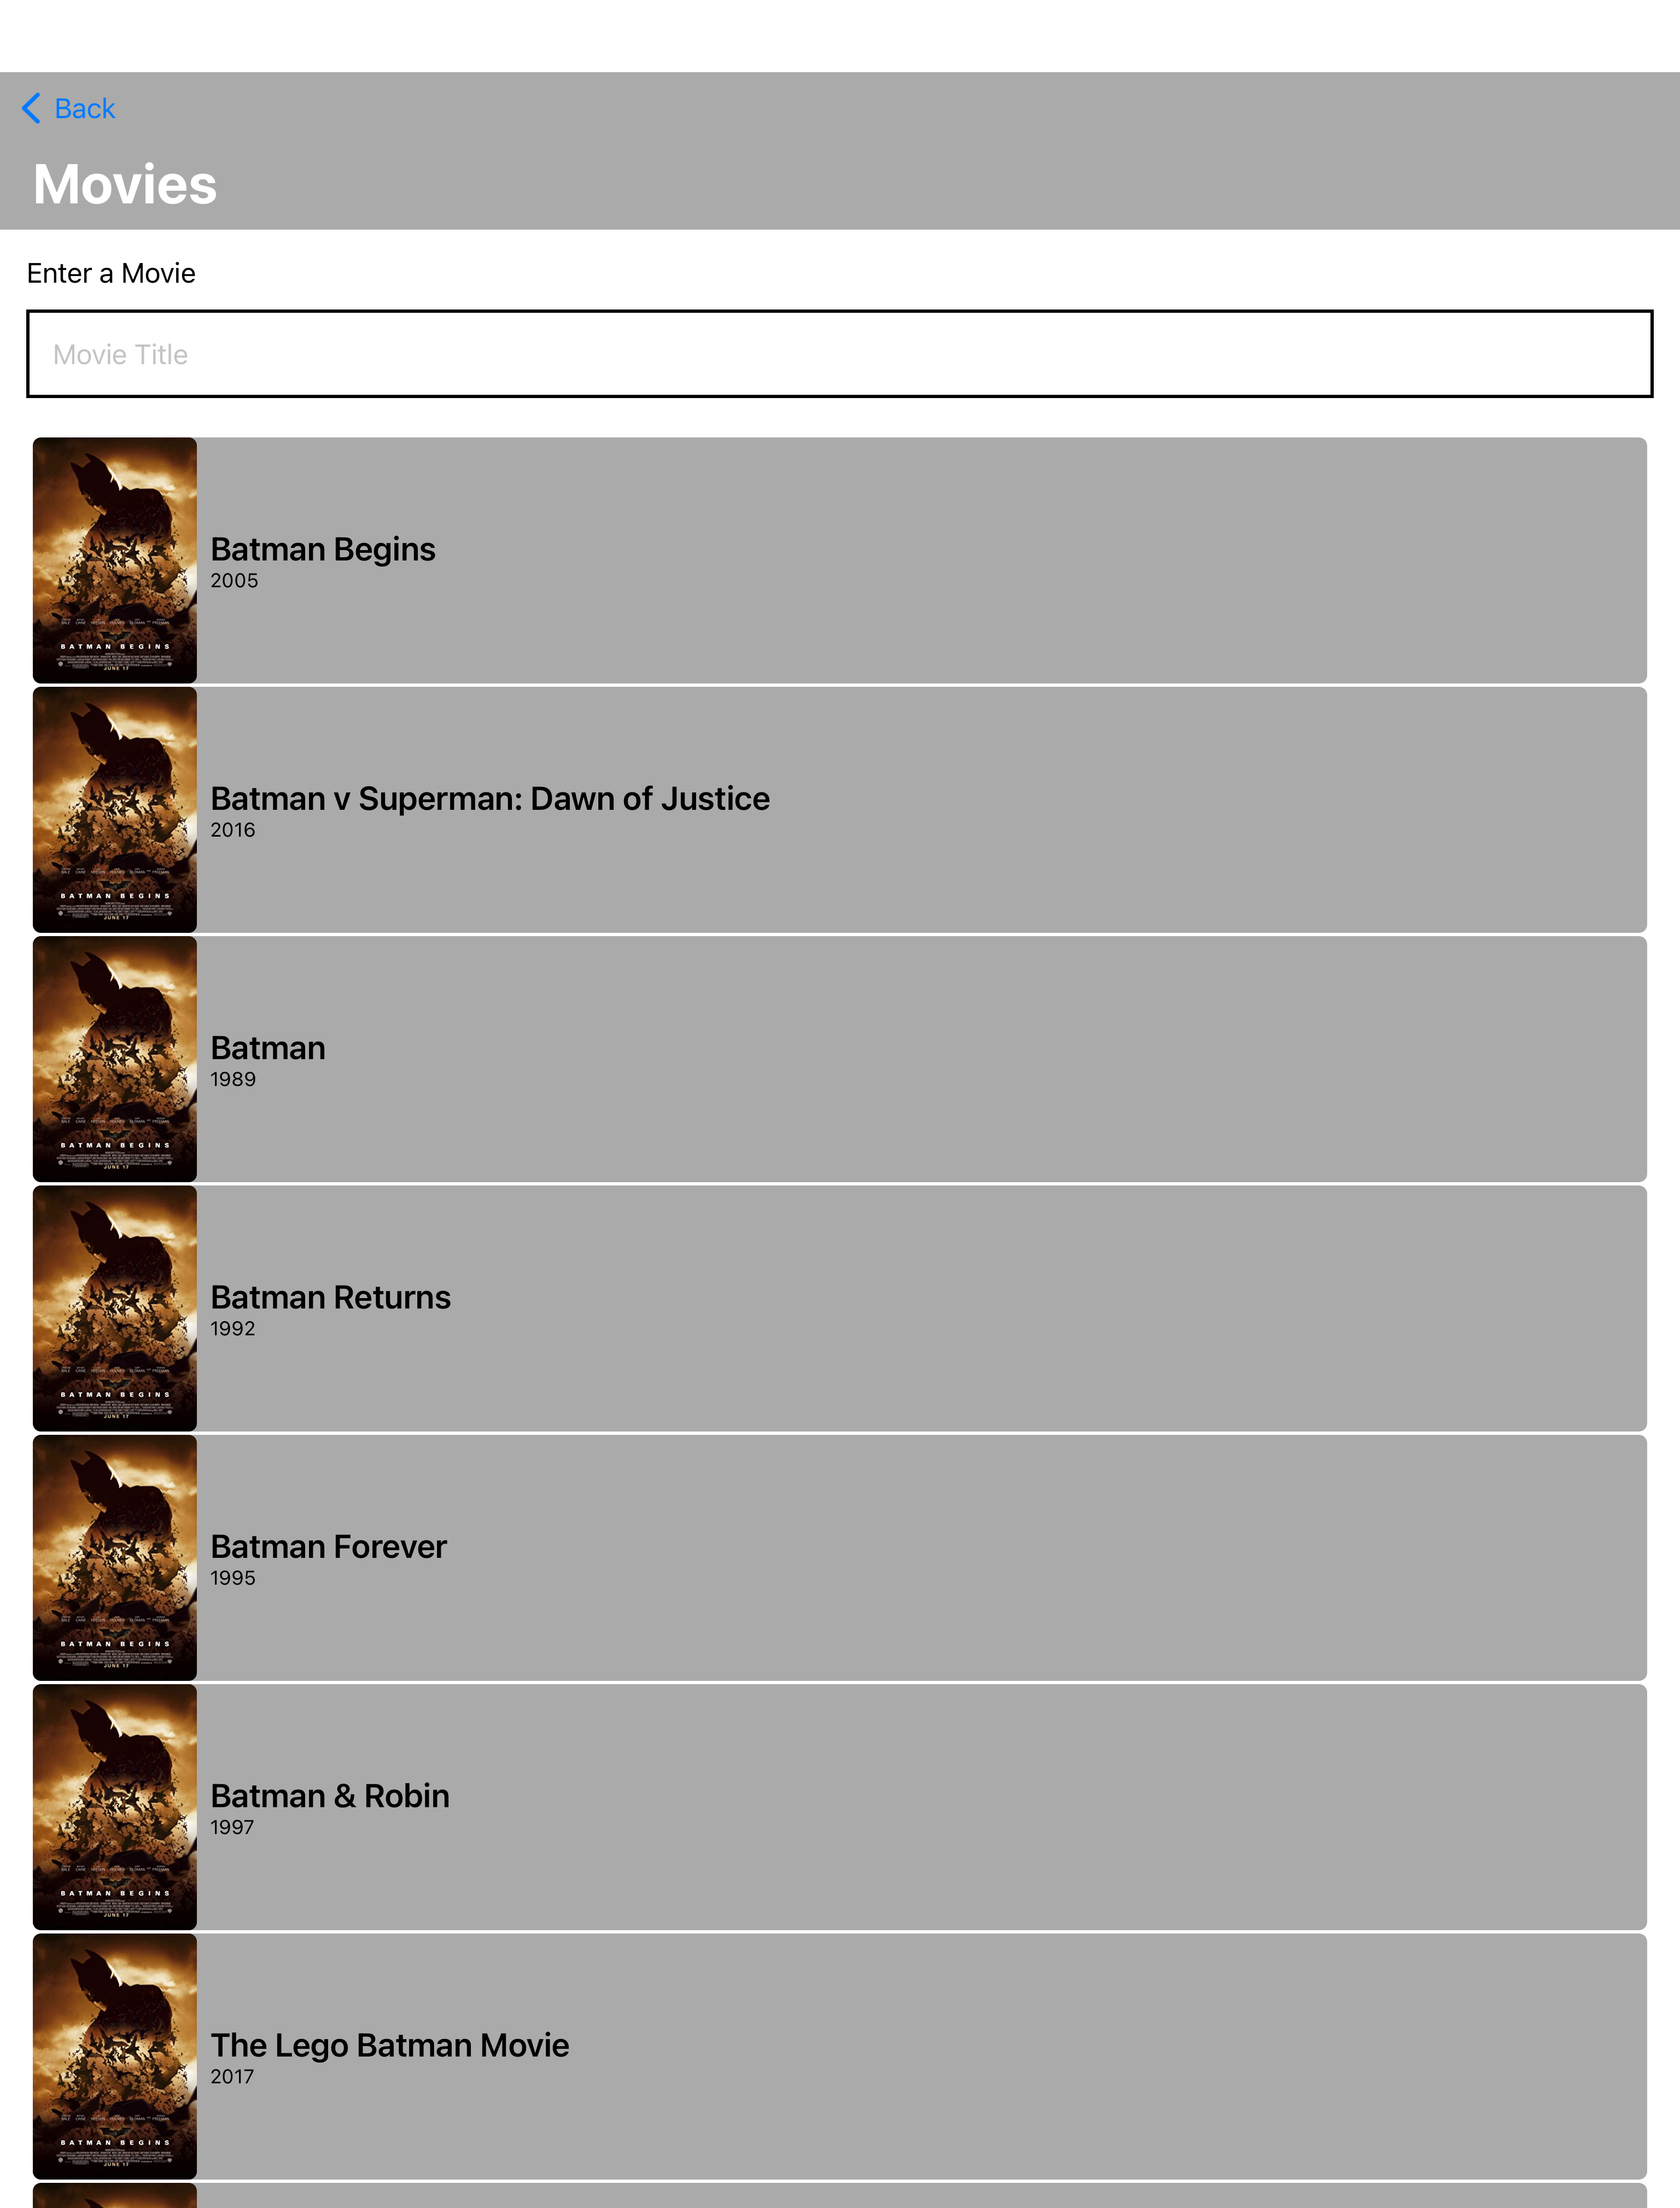 Back
Movies
Enter a Movie
Movie Title
Batman Begins
2005
BATMAN BEGINS
JUNE 17
Batman v Superman: Dawn of Justice
2016
BATMAN BEGINS
JUNE 17
Batman
1989
BATMAN BEGINS
JUNE 17
Batman Returns
1992
BATMAN BEGINS
JUNE 17
Batman Forever
1995
BATMAN BEGINS
JUNE 17
Batman & Robin
1997
BATMAN BEGINS
JUNE 17
The Lego Batman Movie
2017
BATMAN BEGINS
JUNE 17